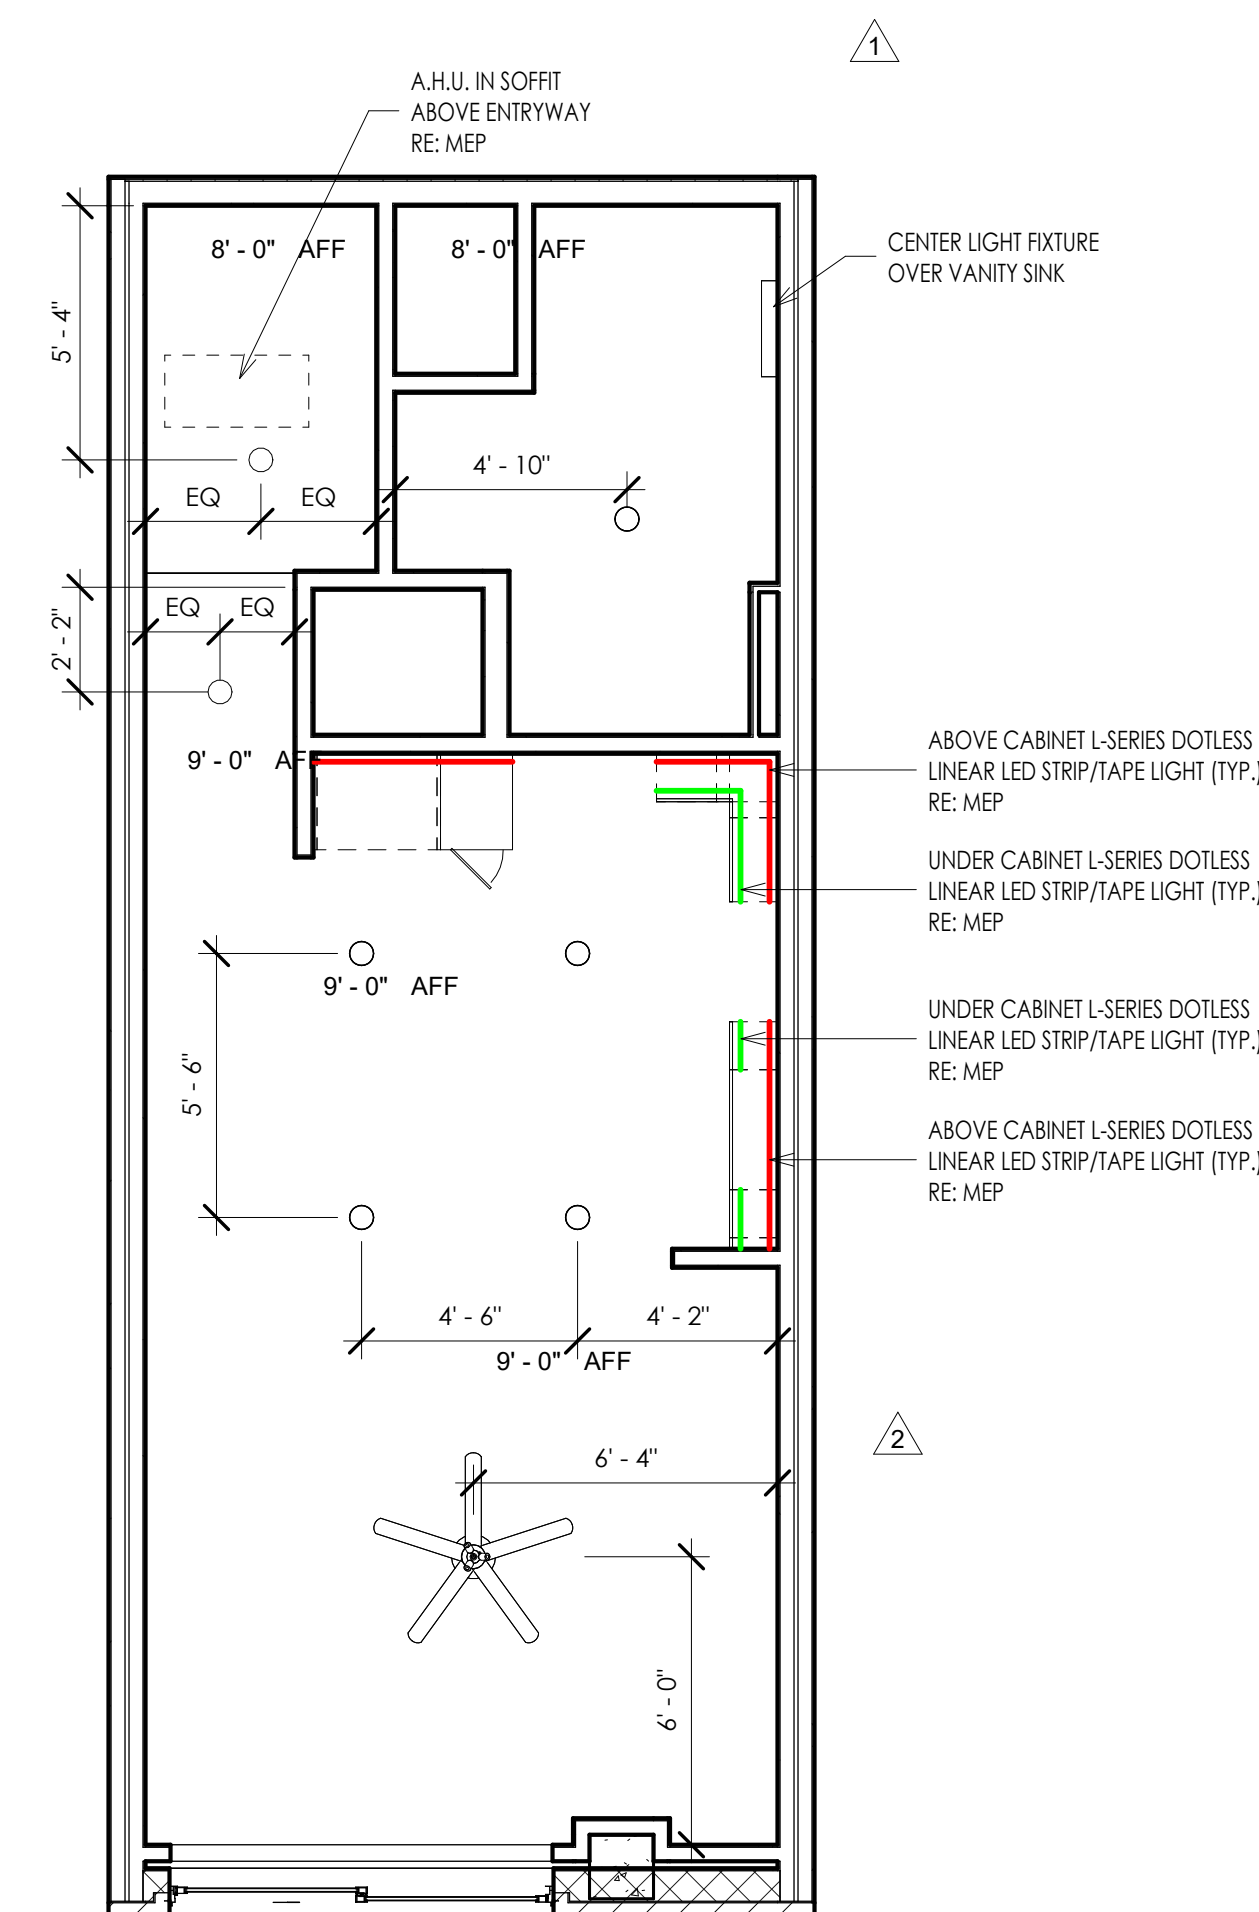 1
A.H.U. IN SOFFIT
ABOVE ENTRYWAY
RE: MEP
8' - 0" AFF
8' - 0" AFF
CENTER LIGHT FIXTURE
OVER VANITY SINK
5' - 4"
4' - 10"
EQ
EQ
EQ
EQ
2' - 2"
9' - 0" AFF
ABOVE CABINET L-SERIES DOTLESS
LINEAR LED STRIP/TAPE LIGHT (TYP.)
RE: MEP
UNDER CABINET L-SERIES DOTLESS
LINEAR LED STRIP/TAPE LIGHT (TYP.)
RE: MEP
9' - 0" AFF
UNDER CABINET L-SERIES DOTLESS
LINEAR LED STRIP/TAPE LIGHT (TYP.)
RE: MEP
5' - 6"
ABOVE CABINET L-SERIES DOTLESS
LINEAR LED STRIP/TAPE LIGHT (TYP.)
RE: MEP
4' - 6"
4' - 2"
9' - 0" AFF
2
6' - 4"
6' - 0"